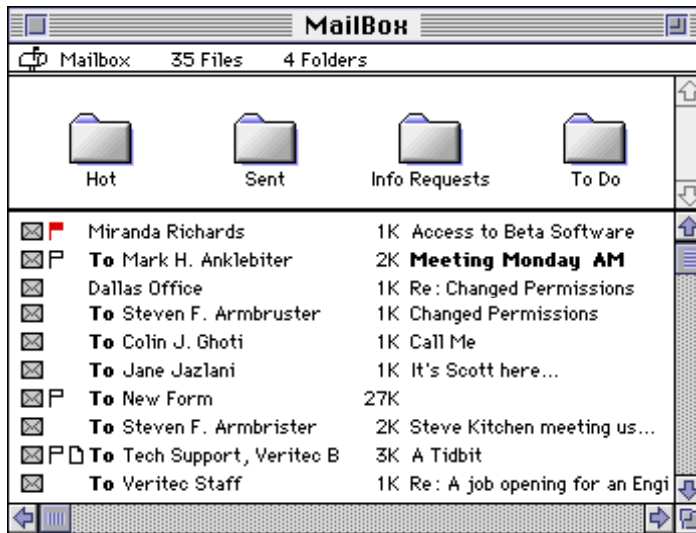 MailBox
Mailbox 35 Files 4 Folders
Hot Sent Info Requests To Do
Miranda Richards 1K Access to Beta Software
To Mark H. Anklebiter 2K Meeting Monday AM
Dallas Office 1K Re: Changed Permissions
To Steven F. Armbruster 1K Changed Permissions
To Colin J. Ghoti 1K Call Me
To Jane Jazlani 1K It's Scott here...
To New Form 27K
To Steven F. Armbrister 2K Steve Kitchen meeting us...
To Tech Support, Veritec B 3K A Tidbit
To Veritec Staff 1K Re: A job opening for an Engi